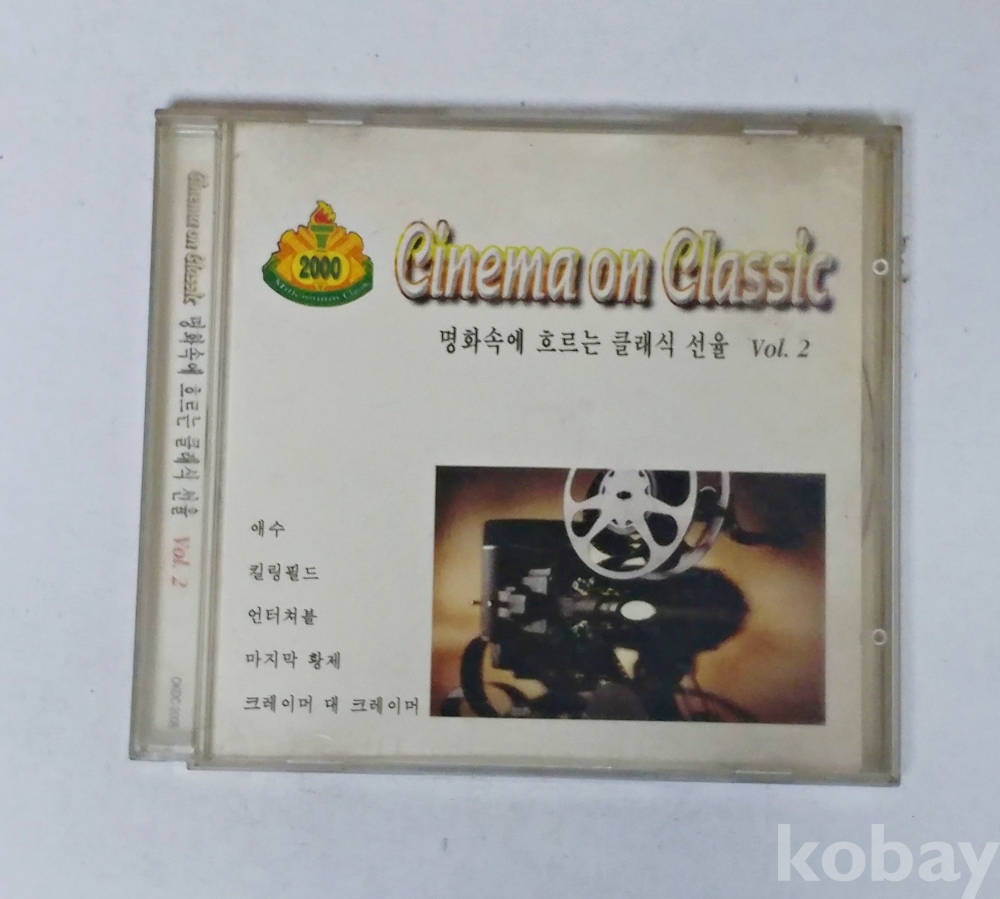 2000
Millennium Classic
Cinema on Classic
명화속에 흐르는 클래식 선율 Vol. 2
애수
킬링필드
언터쳐블
마지막 황제
크레이머 대 크레이머
Cinema on Classic 명화속에 흐르는 클래식 선율 Vol. 2
kobay